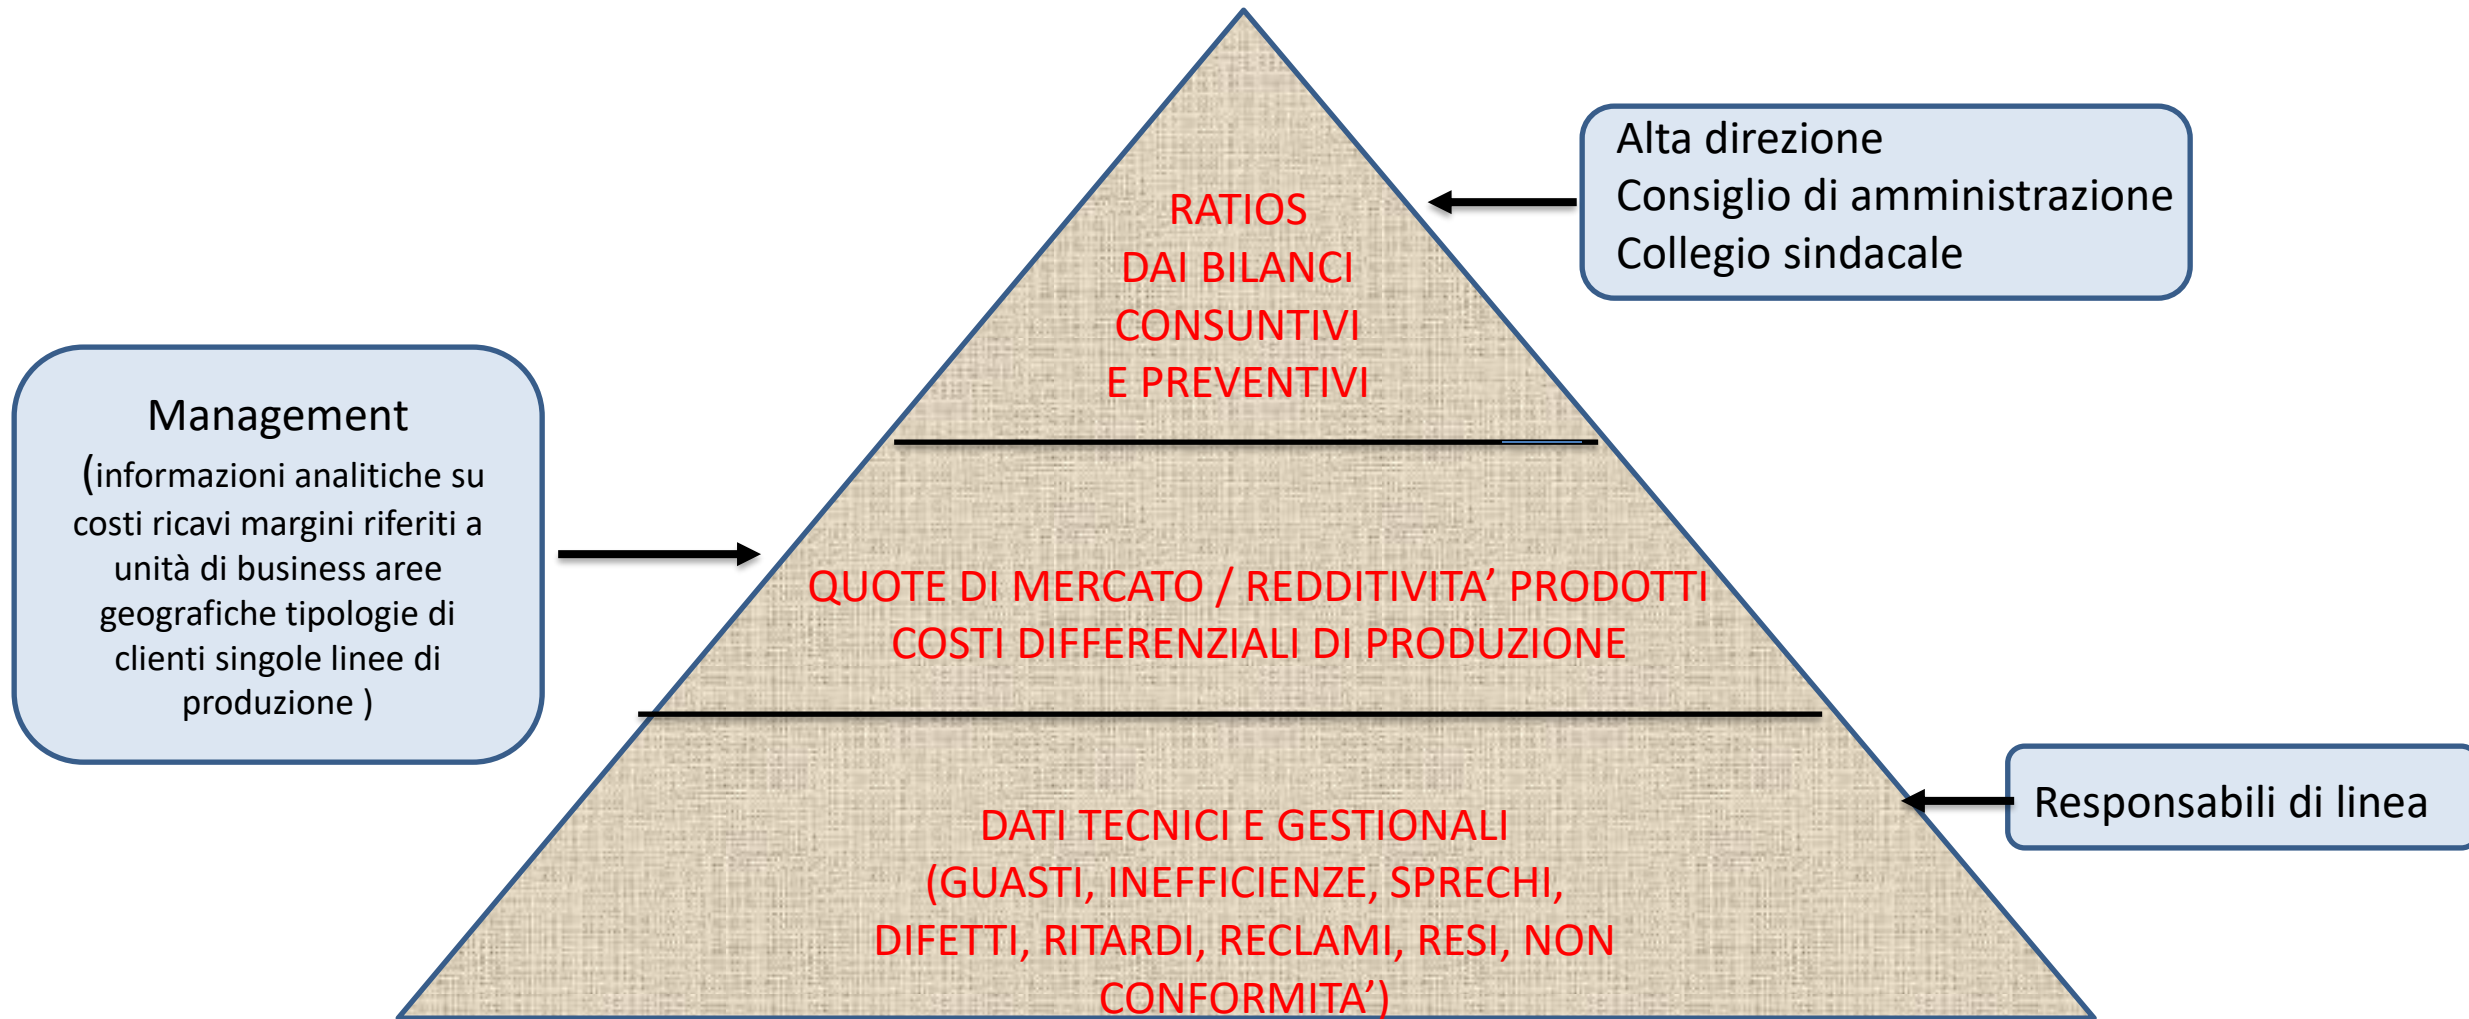 Alta direzione
Consiglio di amministrazione
Collegio sindacale
RATIOS
DAI BILANCI
CONSUNTIVI
E PREVENTIVI
Management
(informazioni analitiche su
costi ricavi margini riferiti a
unità di business aree
geografiche tipologie di
clienti singole linee di
produzione )
QUOTE DI MERCATO / REDDITIVITA’ PRODOTTI
COSTI DIFFERENZIALI DI PRODUZIONE
Responsabili di linea
DATI TECNICI E GESTIONALI
(GUASTI, INEFFICIENZE, SPRECHI,
DIFETTI, RITARDI, RECLAMI, RESI, NON
CONFORMITA’)